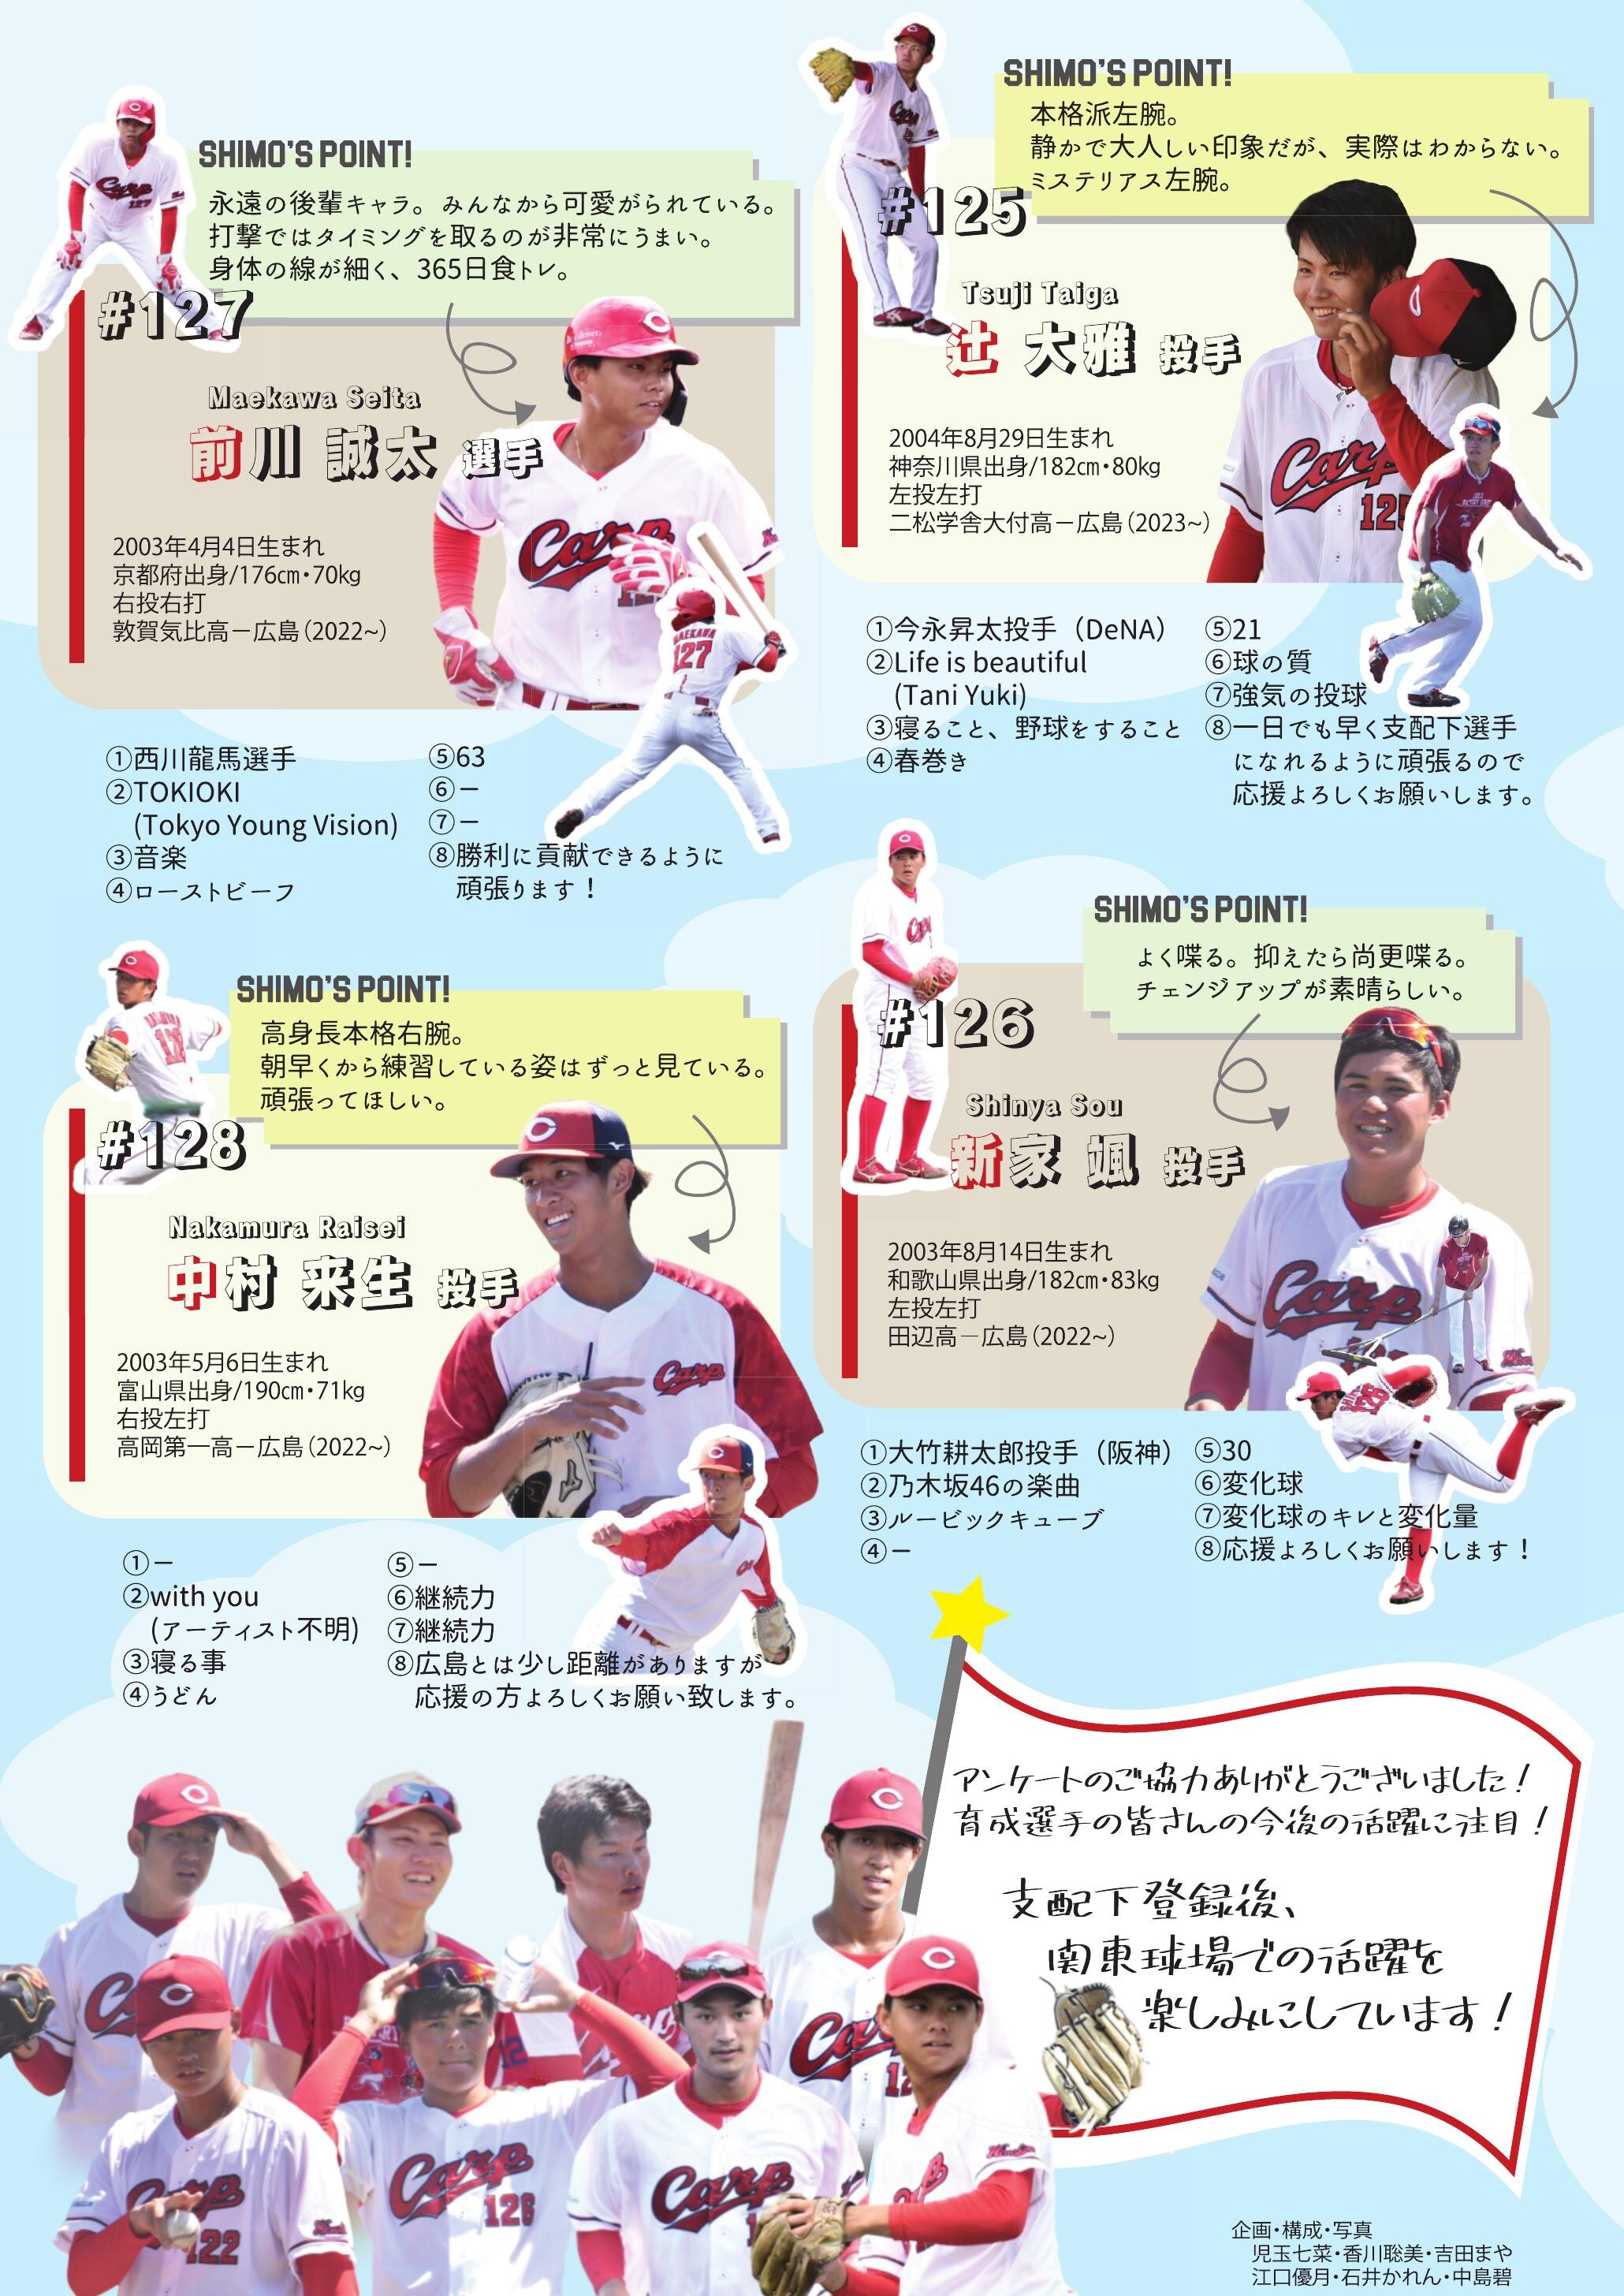 SHIMO'S POINT!
永遠の後輩キャラ。みんなから可愛がられている。
打撃ではタイミングを取るのが非常にうまい。
身体の線が細く、365日食トレ。
#127
Maekawa Seita
前川 誠太 選手
2003年4月4日生まれ
京都府出身/176cm・70kg
右投右打
敦賀気比高－広島(2022~)
①西川龍馬選手
②TOKIOKI
(Tokyo Young Vision)
③音楽
④ローストビーフ
⑤63
⑥－
⑦－
⑧勝利に貢献できるように
頑張ります！
SHIMO'S POINT!
本格派左腕。
静かで大人しい印象だが、実際はわからない。
ミステリアス左腕。
#125
Tsuji Taiga
辻 大雅 投手
2004年8月29日生まれ
神奈川県出身/182cm・80kg
左投左打
二松学舎大付高－広島(2023~)
①今永昇太投手（DeNA）
②Life is beautiful
(Tani Yuki)
③寝ること、野球をすること
④春巻き
⑤21
⑥球の質
⑦強気の投球
⑧一日でも早く支配下選手
になれるように頑張るので
応援よろしくお願いします。
SHIMO'S POINT!
高身長本格右腕。
朝早くから練習している姿はずっと見ている。
頑張ってほしい。
#128
Nakamura Raisei
中村 来生 投手
2003年5月6日生まれ
富山県出身/190cm・71kg
右投左打
高岡第一高－広島(2022~)
①－
②with you
(アーティスト不明)
③寝る事
④うどん
⑤－
⑥継続力
⑦継続力
⑧広島とは少し距離がありますが
応援の方よろしくお願い致します。
SHIMO'S POINT!
よく喋る。抑えたら尚更喋る。
チェンジアップが素晴らしい。
#126
Shinya Sou
新家 颯 投手
2003年8月14日生まれ
和歌山県出身/182cm・83kg
左投左打
田辺高－広島(2022~)
①大竹耕太郎投手（阪神）
②乃木坂46の楽曲
③ルービックキューブ
④－
⑤30
⑥変化球
⑦変化球のキレと変化量
⑧応援よろしくお願いします！
アンケートのご協力ありがとうございました！
育成選手の皆さんの今後の活躍に注目！
支配下登録後、
関東球場での活躍を
楽しみにしています！
Carp
122
Carp
126
Carp
企画・構成・写真
児玉七菜・香川聡美・吉田まや
江口優月・石井かれん・中島碧